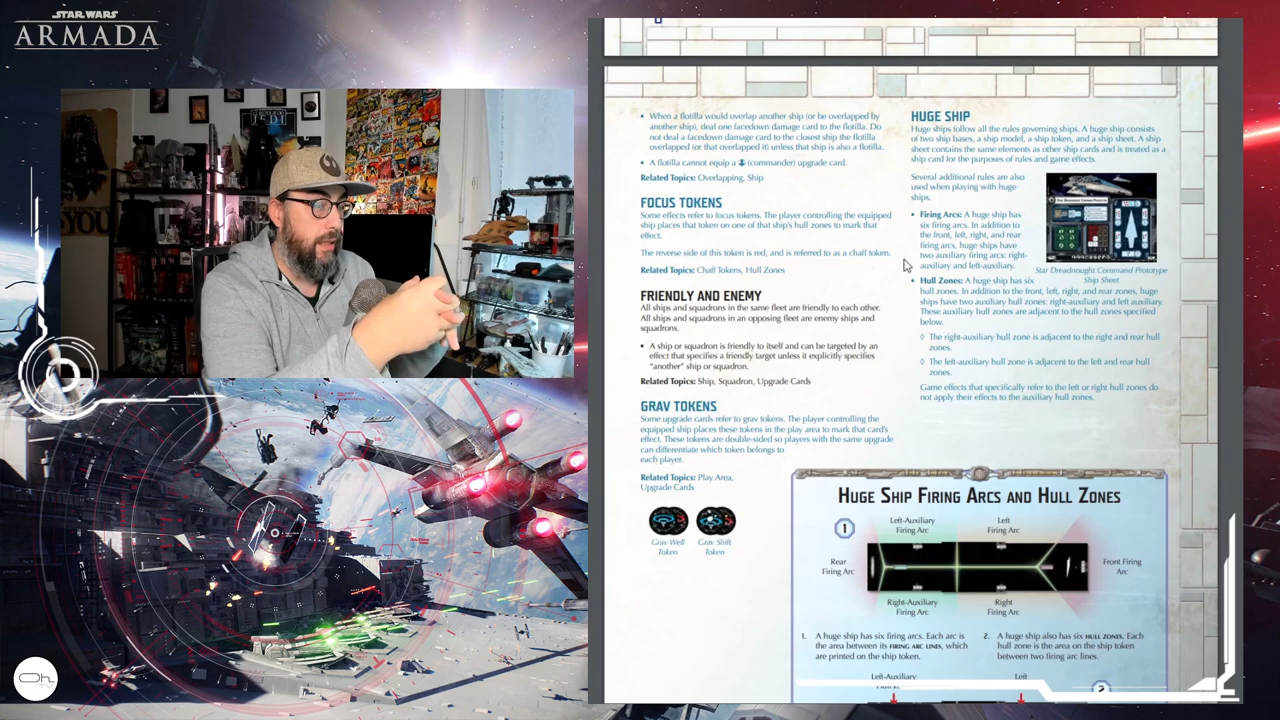 STAR WARS
ARMADA
JEDI
YOU
• When a flotilla would overlap another ship (or be overlapped by
another ship), deal one facedown damage card to the flotilla. Do
not deal a facedown damage card to the closest ship the flotilla
overlapped (or that overlapped it) unless that ship is also a flotilla.
• A flotilla cannot equip a (commander) upgrade card.
Related Topics: Overlapping, Ship
FOCUS TOKENS
Some effects refer to focus tokens. The player controlling the equipped
ship places that token on one of that ship's hull zones to mark that
effect.
The reverse side of this token is red, and is referred to as a chaff token.
Related Topics: Chaff Tokens, Hull Zones
FRIENDLY AND ENEMY
All ships and squadrons in the same fleet are friendly to each other.
All ships and squadrons in an opposing fleet are enemy ships and
squadrons.
• A ship or squadron is friendly to itself and can be targeted by an
effect that specifies a friendly target unless it explicitly specifies
"another" ship or squadron.
Related Topics: Ship, Squadron, Upgrade Cards
GRAV TOKENS
Some upgrade cards refer to grav tokens. The player controlling the
equipped ship places these tokens in the play area to mark that card's
effect. These tokens are double-sided so players with the same upgrade
can differentiate which token belongs to
each player.
Related Topics: Play Area,
Upgrade Cards
Grav Well
Token
Grav Shift
Token
HUGE SHIP
Huge ships follow all the rules governing ships. A huge ship consists
of two ship bases, a ship model, a ship token, and a ship sheet. A ship
sheet contains the same elements as other ship cards and is treated as a
ship card for the purposes of rules and game effects.
Several additional rules are also
used when playing with huge
ships.
• Firing Arcs: A huge ship has
six firing arcs. In addition to
the front, left, right, and rear
firing arcs, huge ships have
two auxiliary firing arcs: right-
auxiliary and left-auxiliary.
Star Dreadnought Command Prototype
Ship Sheet
• Hull Zones: A huge ship has six
hull zones. In addition to the front, left, right, and rear zones, huge
ships have two auxiliary hull zones: right-auxiliary and left auxiliary.
These auxiliary hull zones are adjacent to the hull zones specified
below.
◊ The right-auxiliary hull zone is adjacent to the right and rear hull
zones.
◊ The left-auxiliary hull zone is adjacent to the left and rear hull
zones.
Game effects that specifically refer to the left or right hull zones do
not apply their effects to the auxiliary hull zones.
HUGE SHIP FIRING ARCS AND HULL ZONES
1
Left-Auxiliary
Firing Arc
Left
Firing Arc
Rear
Firing Arc
Front Firing
Arc
Right-Auxiliary
Firing Arc
Right
Firing Arc
1. A huge ship has six firing arcs. Each arc is
the area between its FIRING ARC LINES, which
are printed on the ship token.
2. A huge ship also has six HULL ZONES. Each
hull zone is the area on the ship token
between two firing arc lines.
Left-Auxiliary
Left
2
Oh